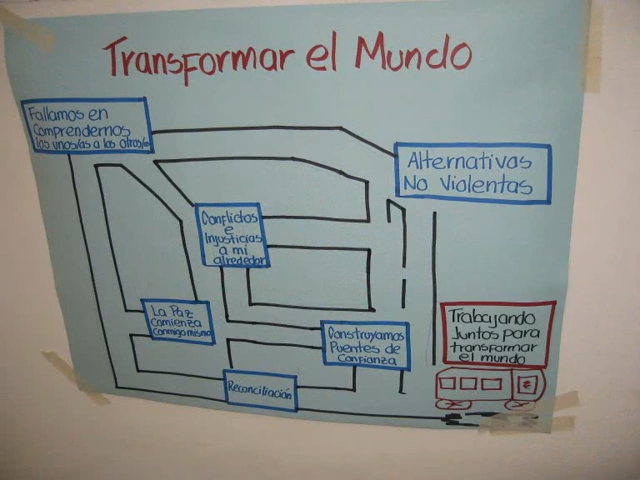 Transformar el Mundo
Fallamos en
Comprendernos
los unos/as a los otros/as
Alternativas
No Violentas
Conflictos
e
Injusticias
a mi
alrededor
La Paz
comienza
conmigo mismo
Construyamos
Puentes de
Confianza
Reconciliación
Trabajando
Juntos para
transformar
el mundo